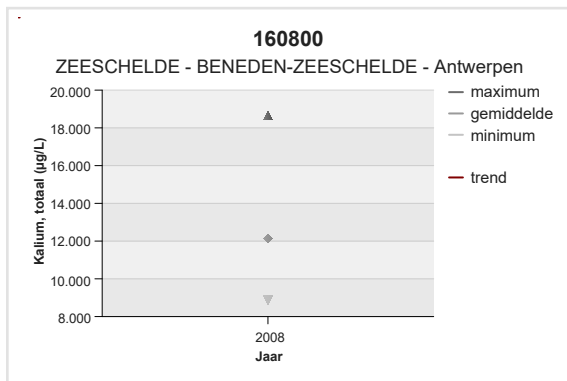 160800
ZEESCHELDE - BENEDEN-ZEESCHELDE - Antwerpen
20.000
18.000
16.000
14.000
12.000
10.000
8.000
Kalium, totaal (µg/L)
2008
Jaar
maximum
gemiddelde
minimum
trend